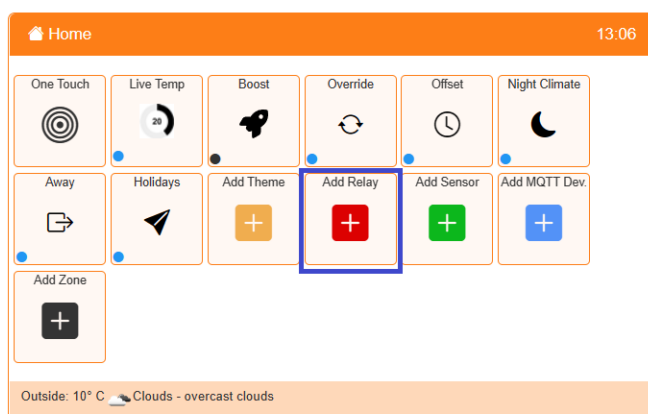 Home 13:06
One Touch Live Temp Boost Override Offset Night Climate
20
Away Holidays Add Theme Add Relay Add Sensor Add MQTT Dev.
Add Zone
Outside: 10° C Clouds - overcast clouds